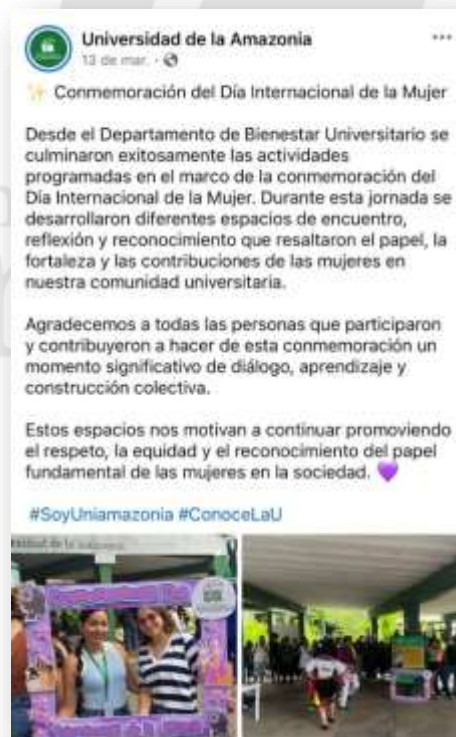 Universidad de la Amazonia
13 de mar. ·
✨ Conmemoración del Día Internacional de la Mujer
Desde el Departamento de Bienestar Universitario se
culminaron exitosamente las actividades
programadas en el marco de la conmemoración del
Día Internacional de la Mujer. Durante esta jornada se
desarrollaron diferentes espacios de encuentro,
reflexión y reconocimiento que resaltaron el papel, la
fortaleza y las contribuciones de las mujeres en
nuestra comunidad universitaria.
Agradecemos a todas las personas que participaron
y contribuyeron a hacer de esta conmemoración un
momento significativo de diálogo, aprendizaje y
construcción colectiva.
Estos espacios nos motivan a continuar promoviendo
el respeto, la equidad y el reconocimiento del papel
fundamental de las mujeres en la sociedad. 💜
#SoyUniamazonia #ConoceLaU